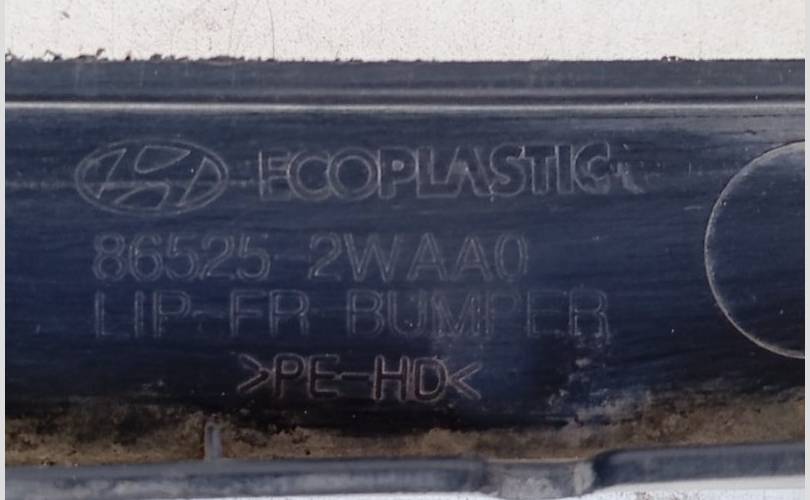 ECOPLASTIC
86525 2WAA0
LIP-FR BUMPER
>PE-HD<